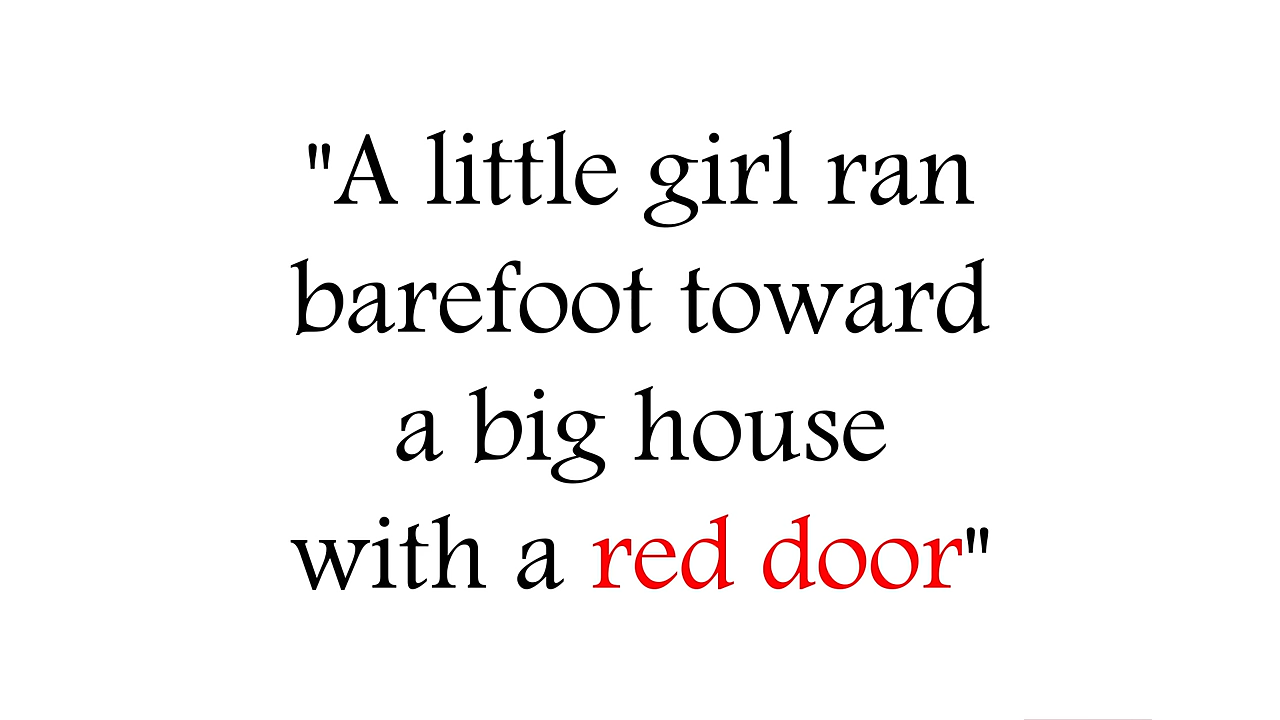 "A little girl ran
barefoot toward
a big house
with a red door"